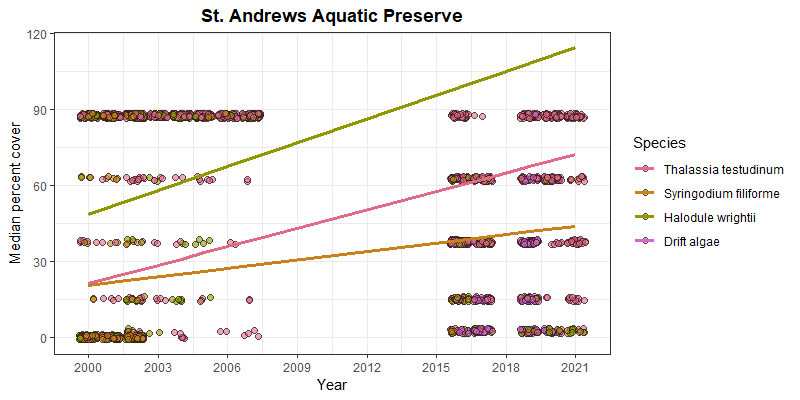 St. Andrews Aquatic Preserve
120
90
60
30
0
Median percent cover
2000 2003 2006 2009 2012 2015 2018 2021
Year
Species
Thalassia testudinum
Syringodium filiforme
Halodule wrightii
Drift algae